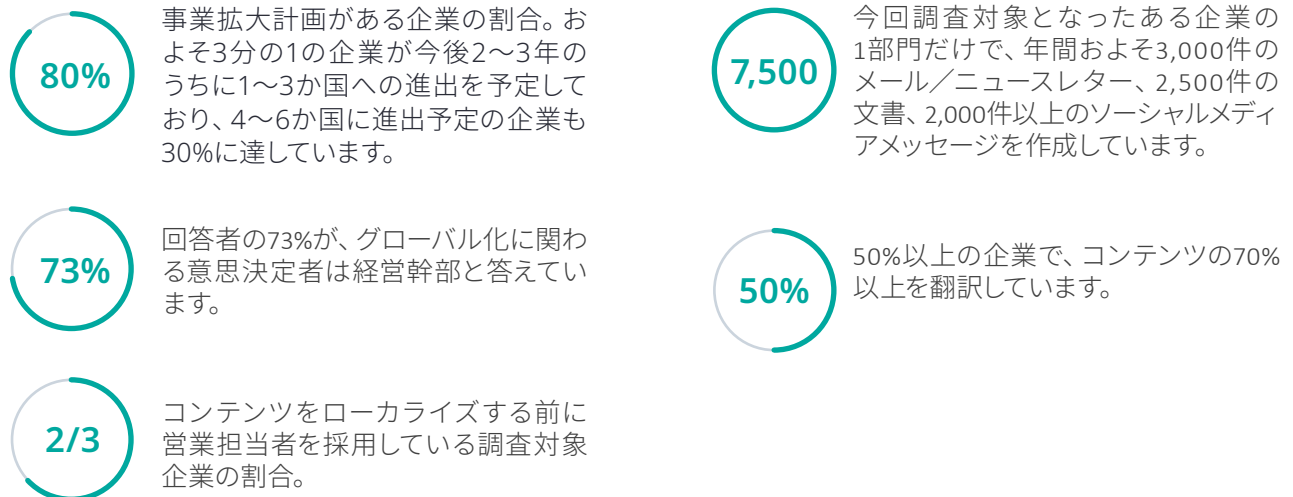 80%
事業拡大計画がある企業の割合。お
よそ3分の1の企業が今後2〜3年の
うちに1〜3か国への進出を予定して
おり、4〜6か国に進出予定の企業も
30%に達しています。
73%
回答者の73%が、グローバル化に関わ
る意思決定者は経営幹部と答えてい
ます。
2/3
コンテンツをローカライズする前に
営業担当者を採用している調査対象
企業の割合。
7,500
今回調査対象となったある企業の
1部門だけで、年間およそ3,000件の
メール／ニュースレター、2,500件の
文書、2,000件以上のソーシャルメディ
アメッセージを作成しています。
50%
50%以上の企業で、コンテンツの70%
以上を翻訳しています。